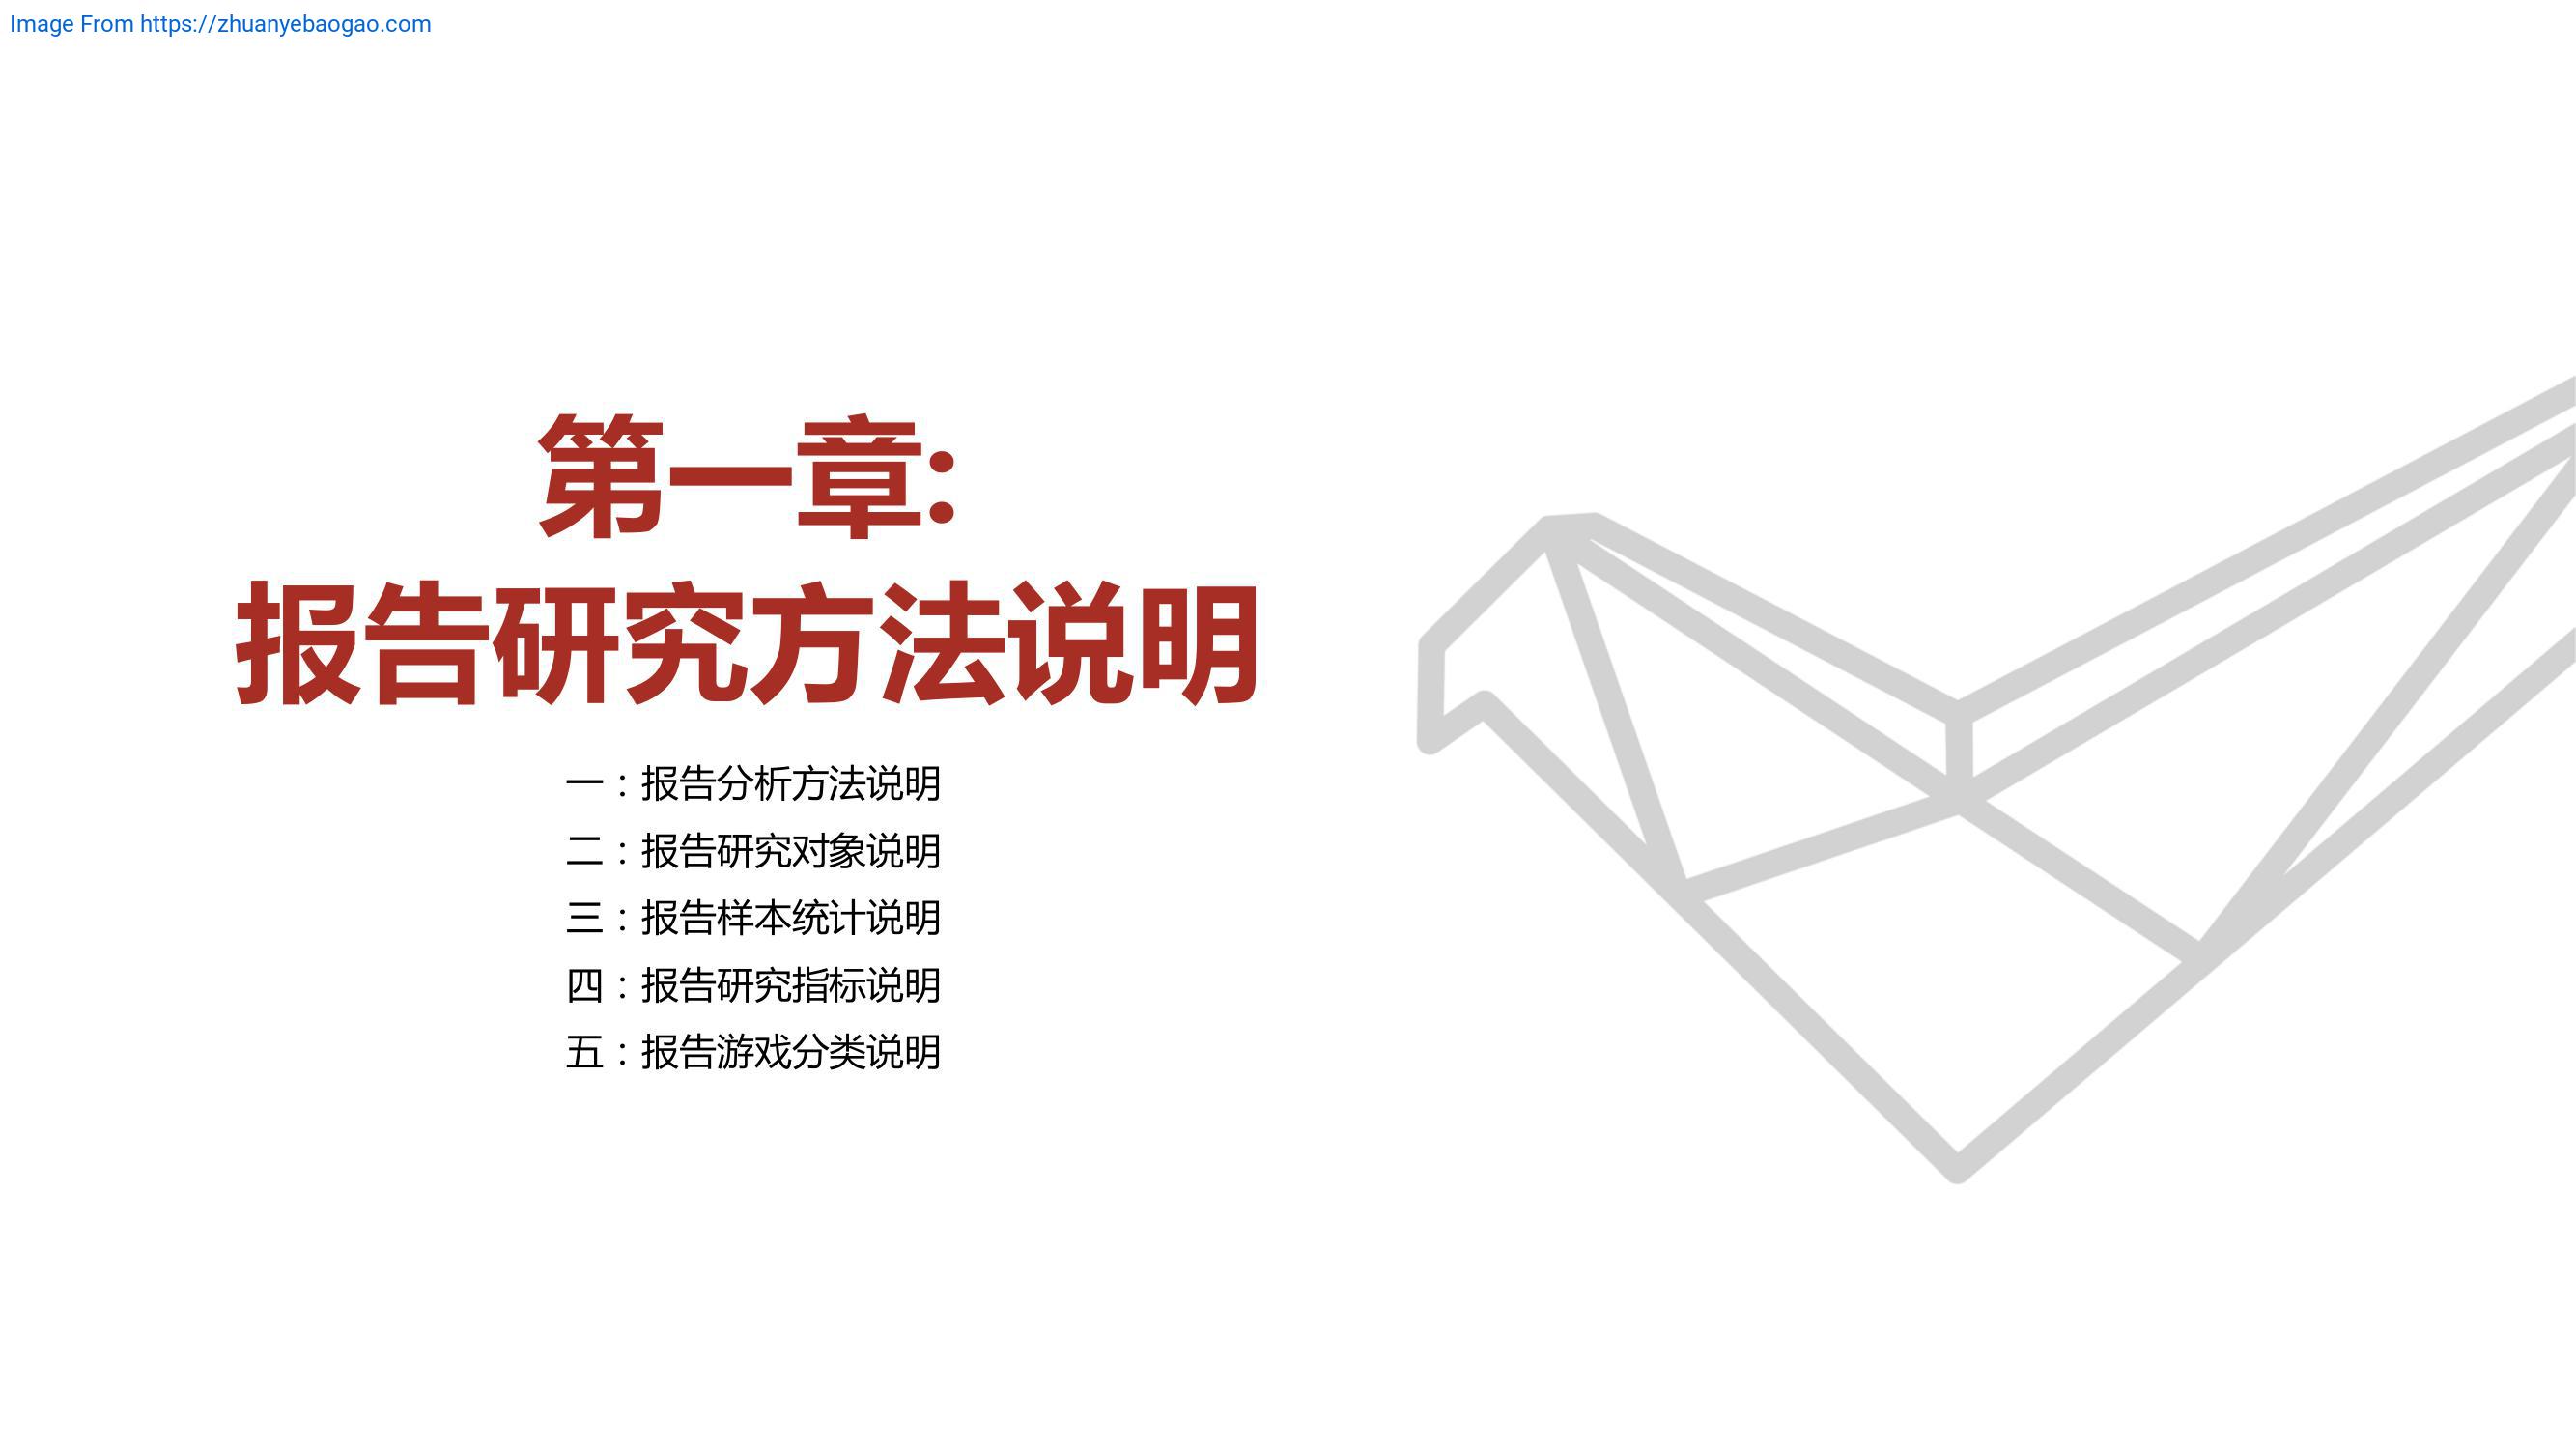 Image From https://zhuanyebaogao.com
第一章:
报告研究方法说明
一：报告分析方法说明
二：报告研究对象说明
三：报告样本统计说明
四：报告研究指标说明
五：报告游戏分类说明